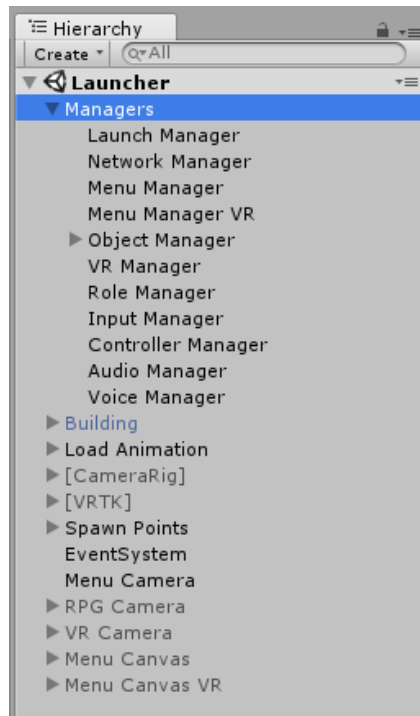 Hierarchy
Create All
Launcher
Managers
Launch Manager
Network Manager
Menu Manager
Menu Manager VR
Object Manager
VR Manager
Role Manager
Input Manager
Controller Manager
Audio Manager
Voice Manager
Building
Load Animation
[CameraRig]
[VRTK]
Spawn Points
EventSystem
Menu Camera
RPG Camera
VR Camera
Menu Canvas
Menu Canvas VR